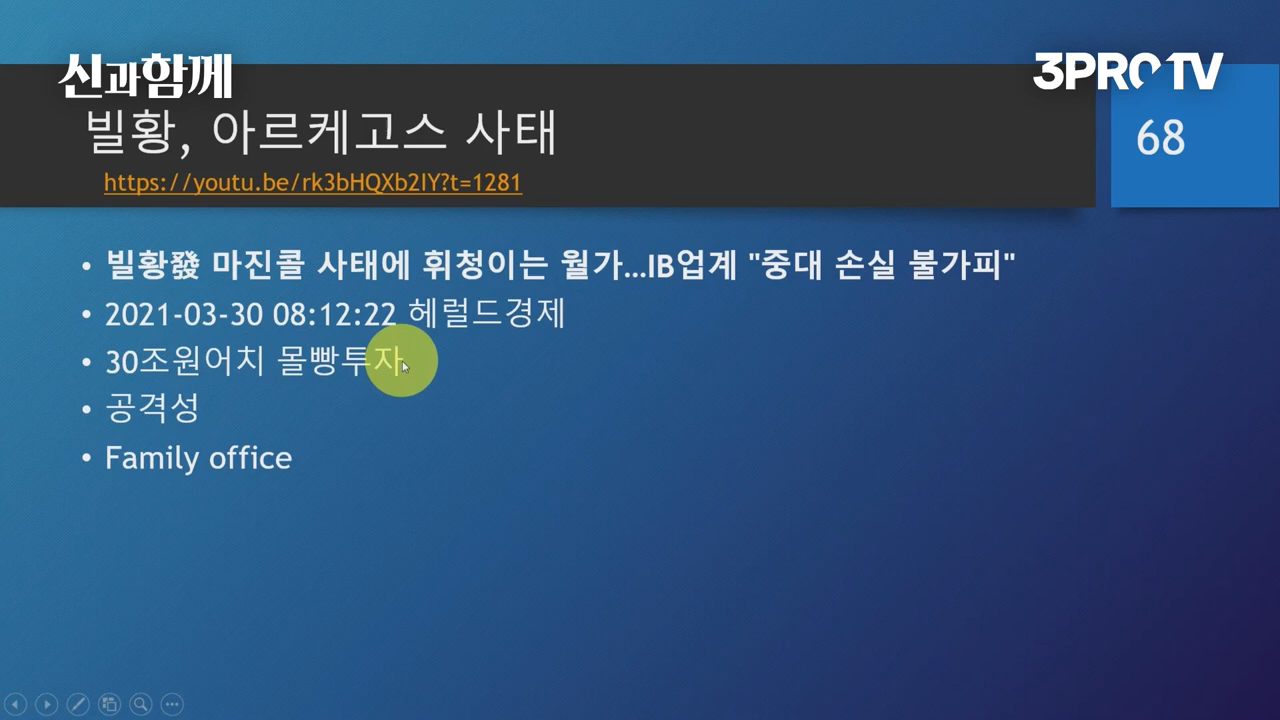 신과함께
3PROTV
빌황, 아르케고스 사태
68
https://youtu.be/rk3bHQXb2IY?t=1281
• 빌황發 마진콜 사태에 휘청이는 월가...IB업계 "중대 손실 불가피"
• 2021-03-30 08:12:22 헤럴드경제
• 30조원어치 몰빵투자
• 공격성
• Family office